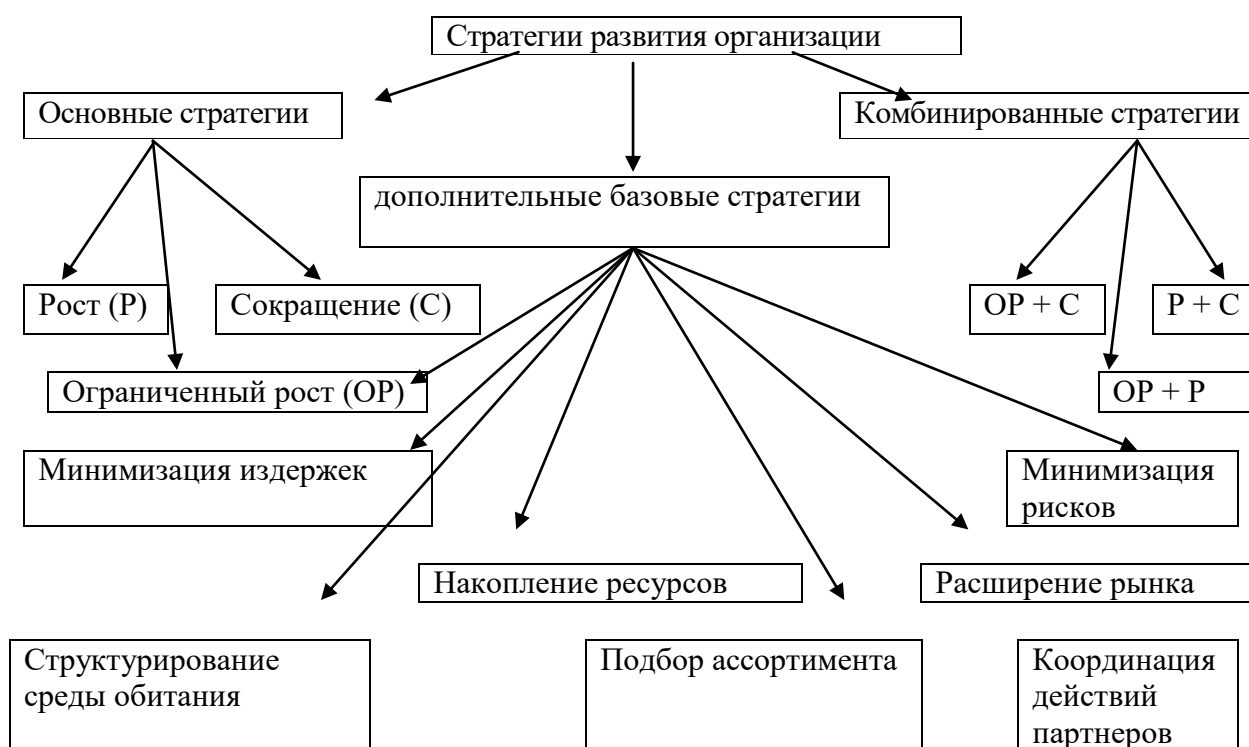 Стратегии развития организации
Основные стратегии
Комбинированные стратегии
дополнительные базовые стратегии
Рост (Р)
Сокращение (С)
ОР + С
Р + С
Ограниченный рост (ОР)
ОР + Р
Минимизация издержек
Минимизация
рисков
Накопление ресурсов
Расширение рынка
Структурирование
среды обитания
Подбор ассортимента
Координация
действий
партнеров